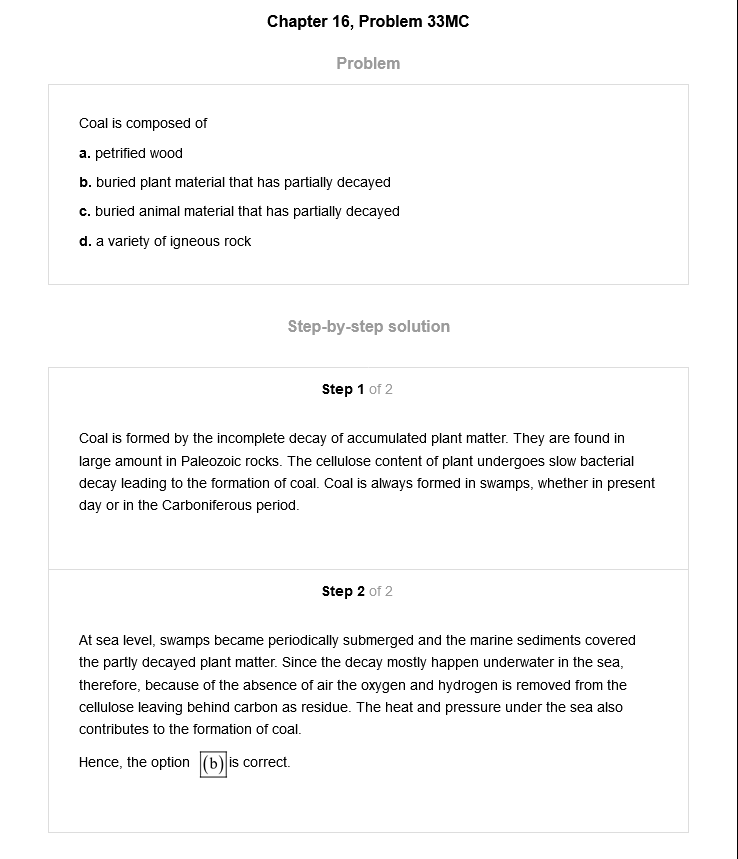 Chapter 16, Problem 33MC
Problem
Coal is composed of
a. petrified wood
b. buried plant material that has partially decayed
c. buried animal material that has partially decayed
d. a variety of igneous rock
Step-by-step solution
Step 1 of 2
Coal is formed by the incomplete decay of accumulated plant matter. They are found in
large amount in Paleozoic rocks. The cellulose content of plant undergoes slow bacterial
decay leading to the formation of coal. Coal is always formed in swamps, whether in present
day or in the Carboniferous period.
Step 2 of 2
At sea level, swamps became periodically submerged and the marine sediments covered
the partly decayed plant matter. Since the decay mostly happen underwater in the sea,
therefore, because of the absence of air the oxygen and hydrogen is removed from the
cellulose leaving behind carbon as residue. The heat and pressure under the sea also
contributes to the formation of coal.
Hence, the option (b) is correct.